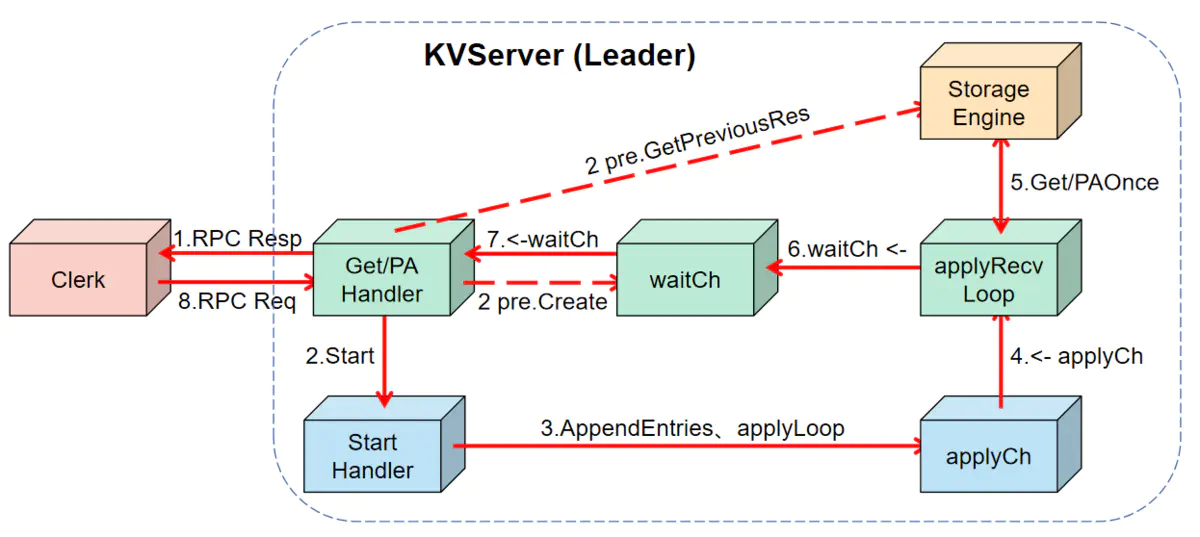 KVServer (Leader)
Storage
Engine
2 pre.GetPreviousRes
5.Get/PAOnce
1.RPC Resp
7.<-waitCh
6.waitCh <-
Clerk
Get/PA
Handler
waitCh
applyRecv
Loop
8.RPC Req
2 pre.Create
2.Start
4.<- applyCh
3.AppendEntries、applyLoop
Start
Handler
applyCh